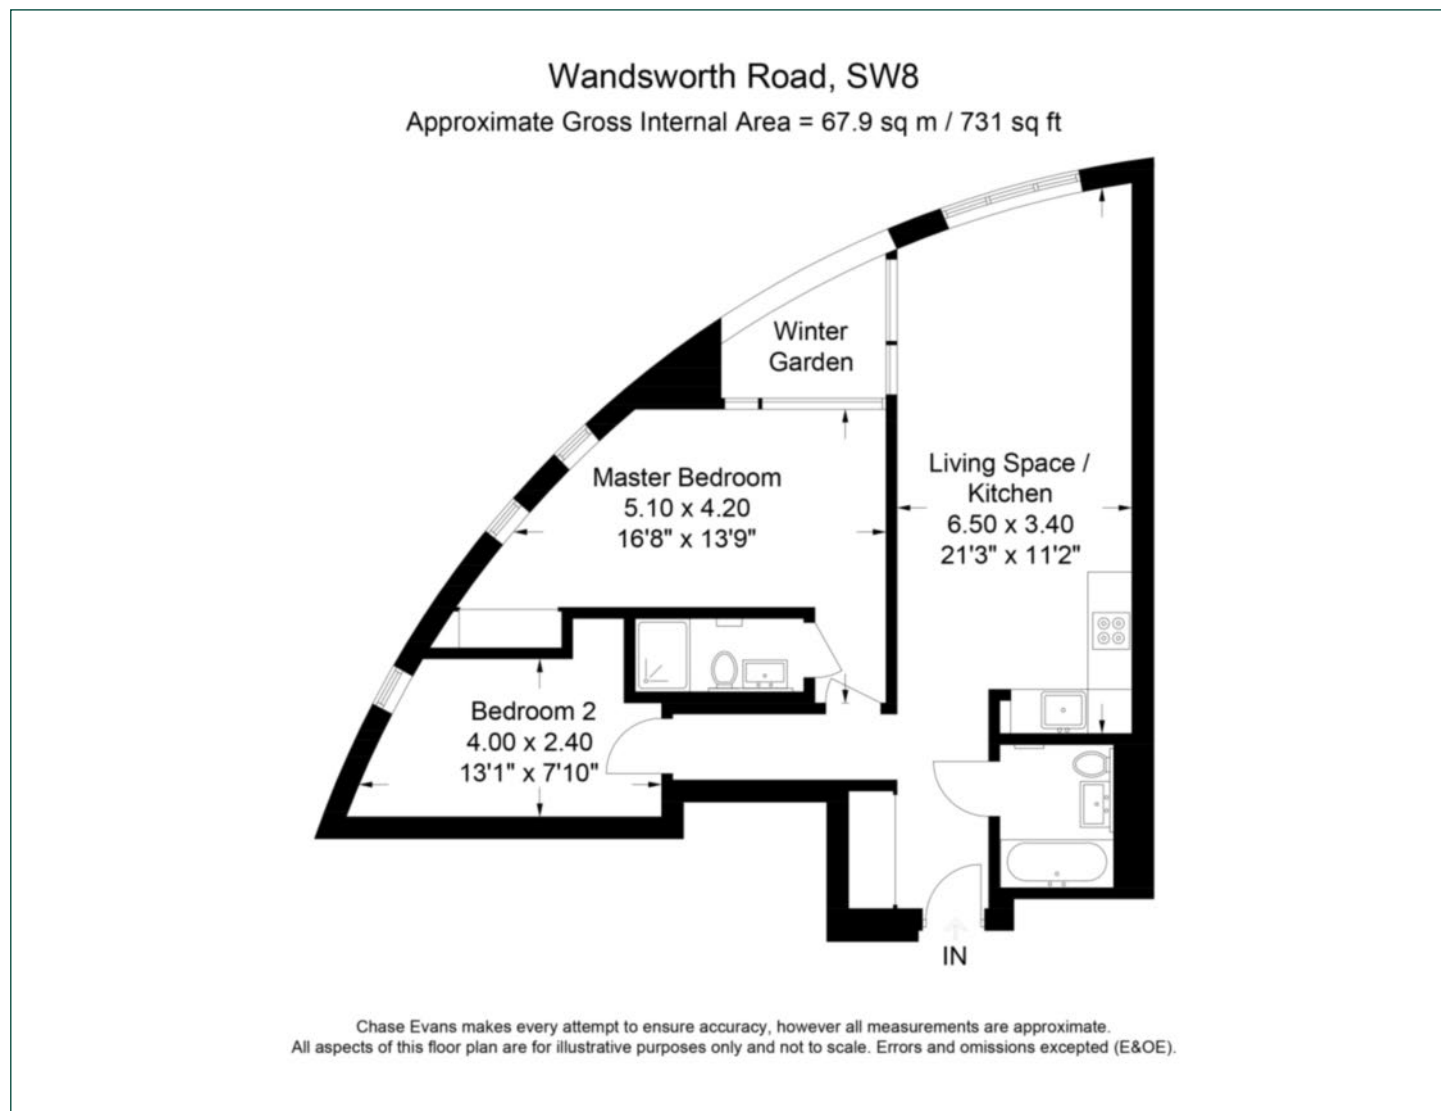 Wandsworth Road, SW8
Approximate Gross Internal Area = 67.9 sq m / 731 sq ft
Winter
Garden
Master Bedroom
5.10 x 4.20
16'8" x 13'9"
Living Space /
Kitchen
6.50 x 3.40
21'3" x 11'2"
Bedroom 2
4.00 x 2.40
13'1" x 7'10"
IN
Chase Evans makes every attempt to ensure accuracy, however all measurements are approximate.
All aspects of this floor plan are for illustrative purposes only and not to scale. Errors and omissions excepted (E&OE).